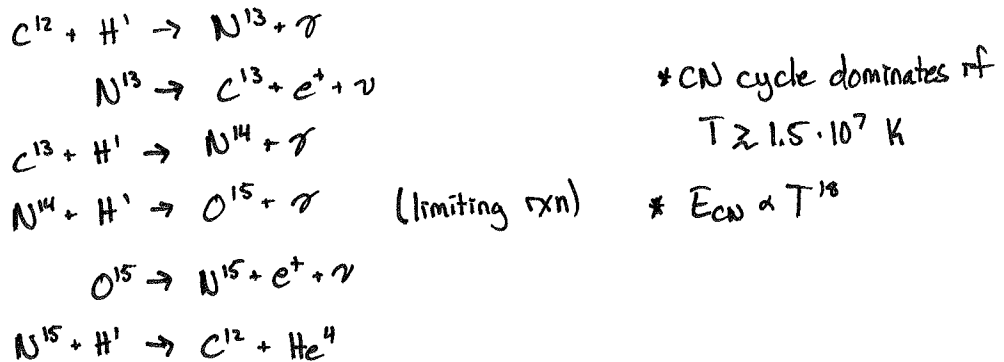 C¹² + H¹ → N¹³ + γ
N¹³ → C¹³ + e⁺ + ν
C¹³ + H¹ → N¹⁴ + γ
N¹⁴ + H¹ → O¹⁵ + γ (limiting rxn)
O¹⁵ → N¹⁵ + e⁺ + ν
N¹⁵ + H¹ → C¹² + He⁴
* CN cycle dominates if
T ≳ 1.5·10⁷ K
* E_CN ∝ T¹⁸